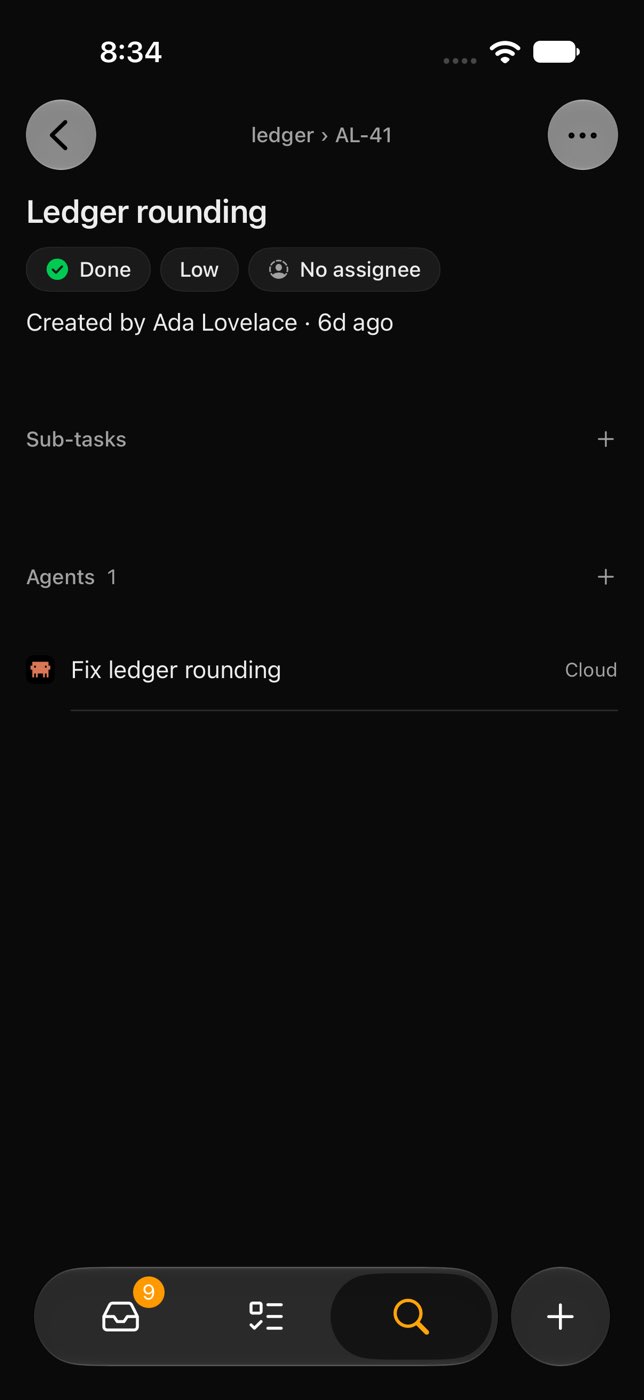 8:34
ledger › AL-41
Ledger rounding
Done
Low
No assignee
Created by Ada Lovelace · 6d ago
Sub-tasks
Agents 1
Fix ledger rounding
Cloud
9